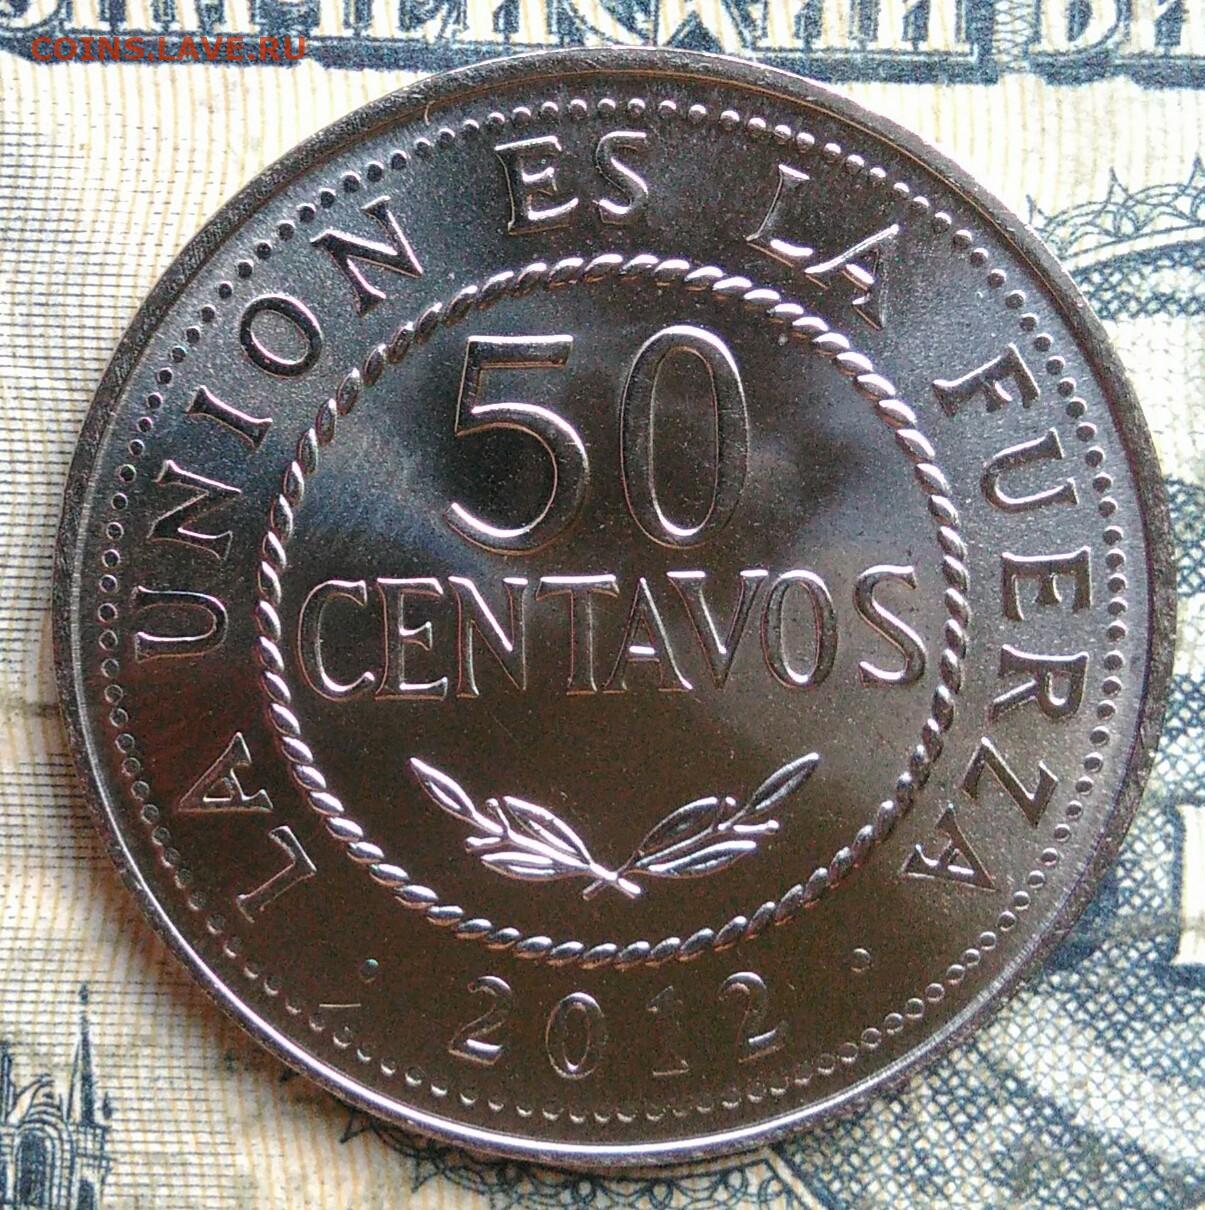 COINS.LAVE.RU
LA UNION ES LA FUERZA
50
CENTAVOS
· 2012 ·